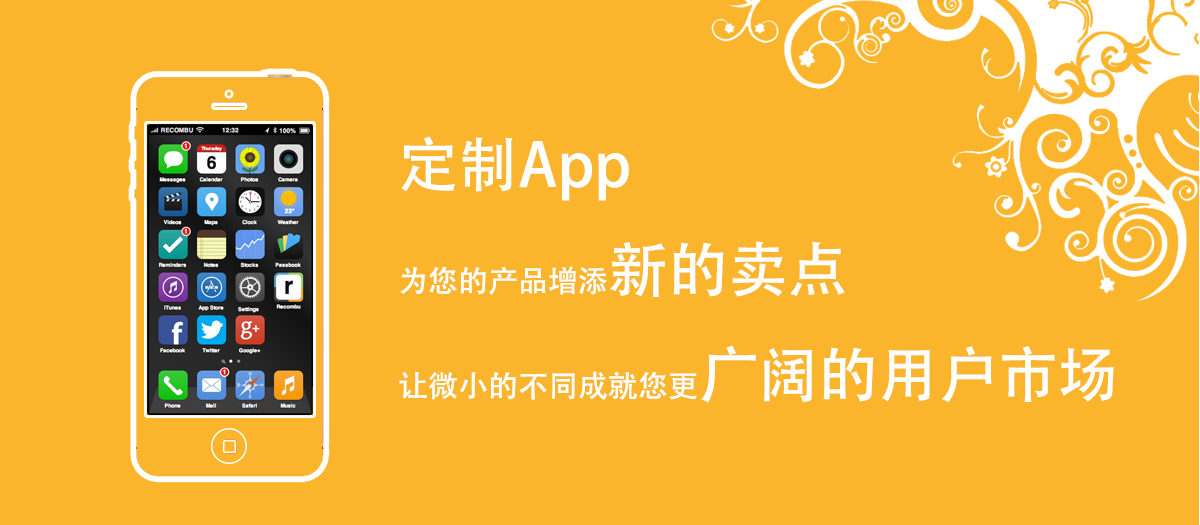 RECOMBU 12:32 100%
1 Thursday
6
Messages Calendar Photos Camera
23°
Videos Maps Clock Weather
1
Reminders Notes Stocks Passbook
r
iTunes App Store Settings Recombu
f g+
Facebook Twitter Google+
1
Phone Mail Safari Music
定制App
为您的产品增添新的卖点
让微小的不同成就您更广阔的用户市场